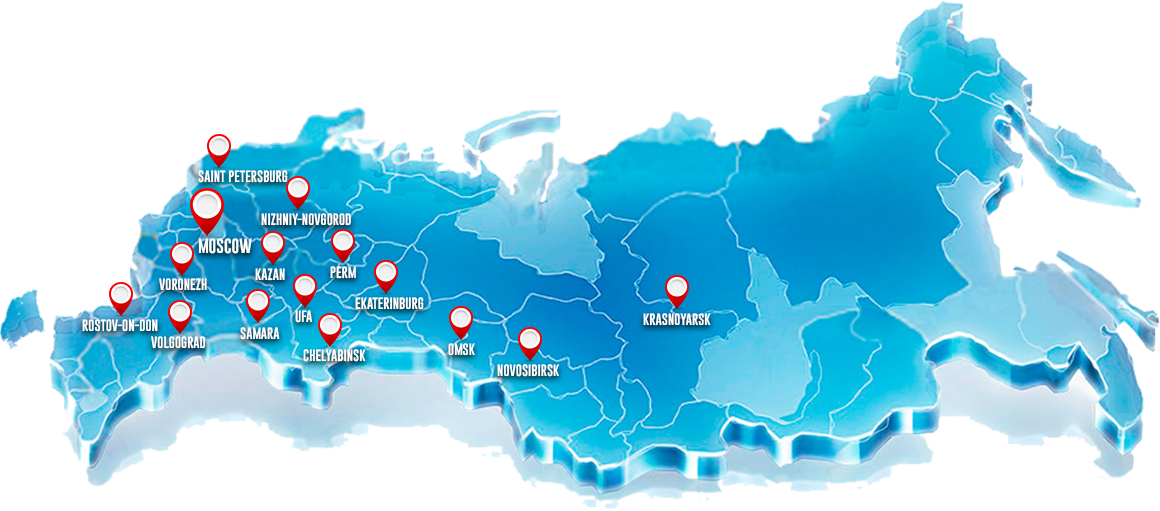 SAINT PETERSBURG
NIZHNIY-NOVGOROD
MOSCOW
KAZAN
PERM
VORONEZH
EKATERINBURG
UFA
ROSTOV-ON-DON
SAMARA
VOLGOGRAD
CHELYABINSK
OMSK
NOVOSIBIRSK
KRASNOYARSK